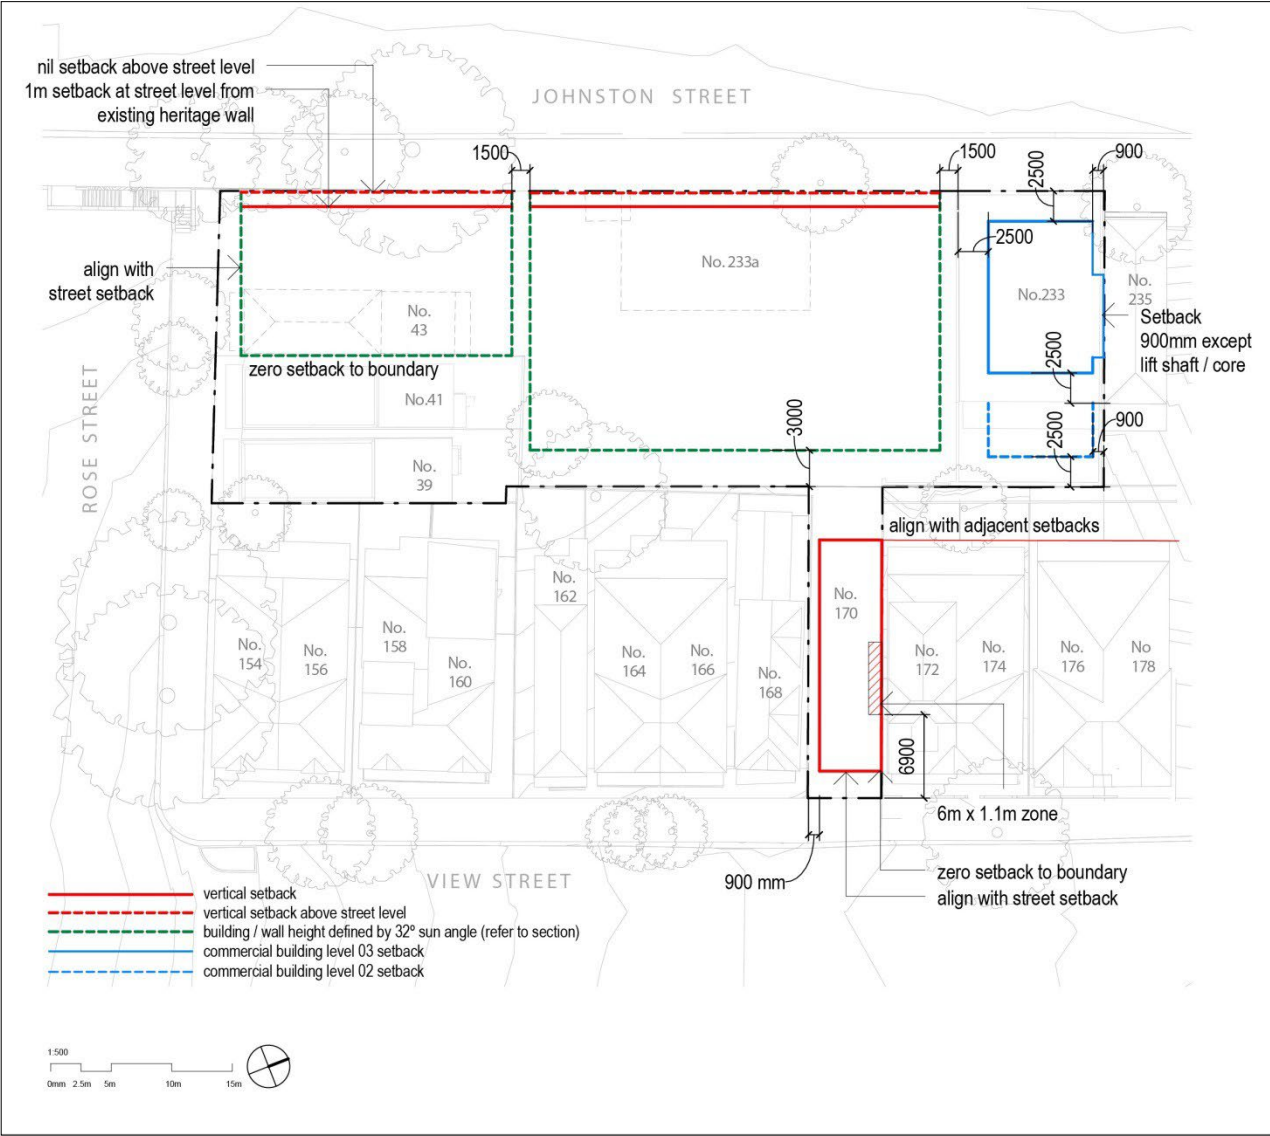 nil setback above street level
1m setback at street level from
existing heritage wall
JOHNSTON STREET
1500
1500
900
2500
2500
align with
street setback
No. 233a
No.233
No.
235
No.
43
Setback
900mm except
lift shaft / core
zero setback to boundary
2500
No.41
ROSE STREET
3000
2500
900
No.
39
align with adjacent setbacks
No.
162
No.
170
No.
154
No.
156
No.
158
No.
160
No.
164
No.
166
No.
168
No.
172
No.
174
No.
176
No
178
6900
6m x 1.1m zone
900 mm
zero setback to boundary
align with street setback
VIEW STREET
vertical setback
vertical setback above street level
building / wall height defined by 32º sun angle (refer to section)
commercial building level 03 setback
commercial building level 02 setback
1:500
0mm 2.5m 5m 10m 15m